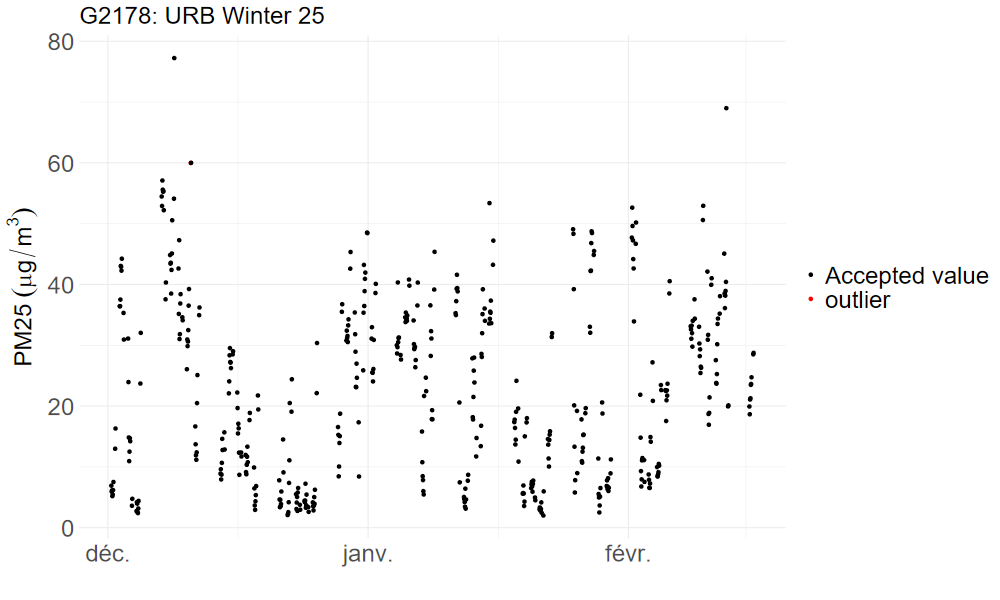 G2178: URB Winter 25
80
60
40
20
0
PM25 (μg/m³)
déc.
janv.
févr.
Accepted value
outlier